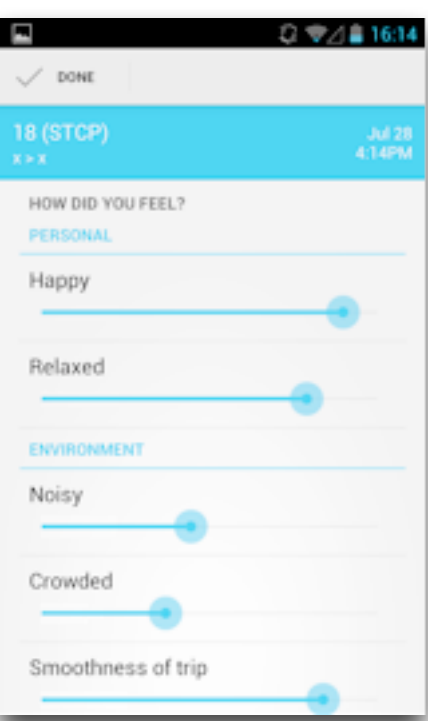 16:14
DONE
18 (STCP)
Jul 28
x > x
4:14PM
HOW DID YOU FEEL?
PERSONAL
Happy
Relaxed
ENVIRONMENT
Noisy
Crowded
Smoothness of trip